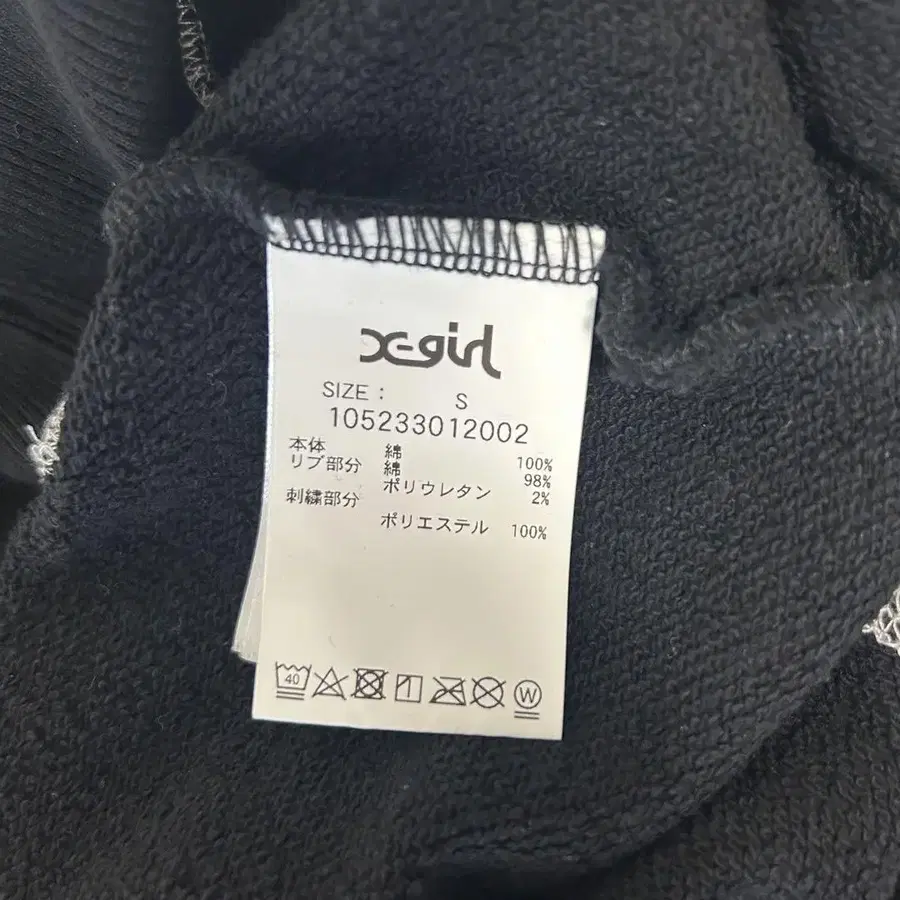 X-girl
SIZE : S
105233012002
本体 綿 100%
リブ部分 綿 98%
ポリウレタン 2%
刺繍部分
ポリエステル 100%
40 W